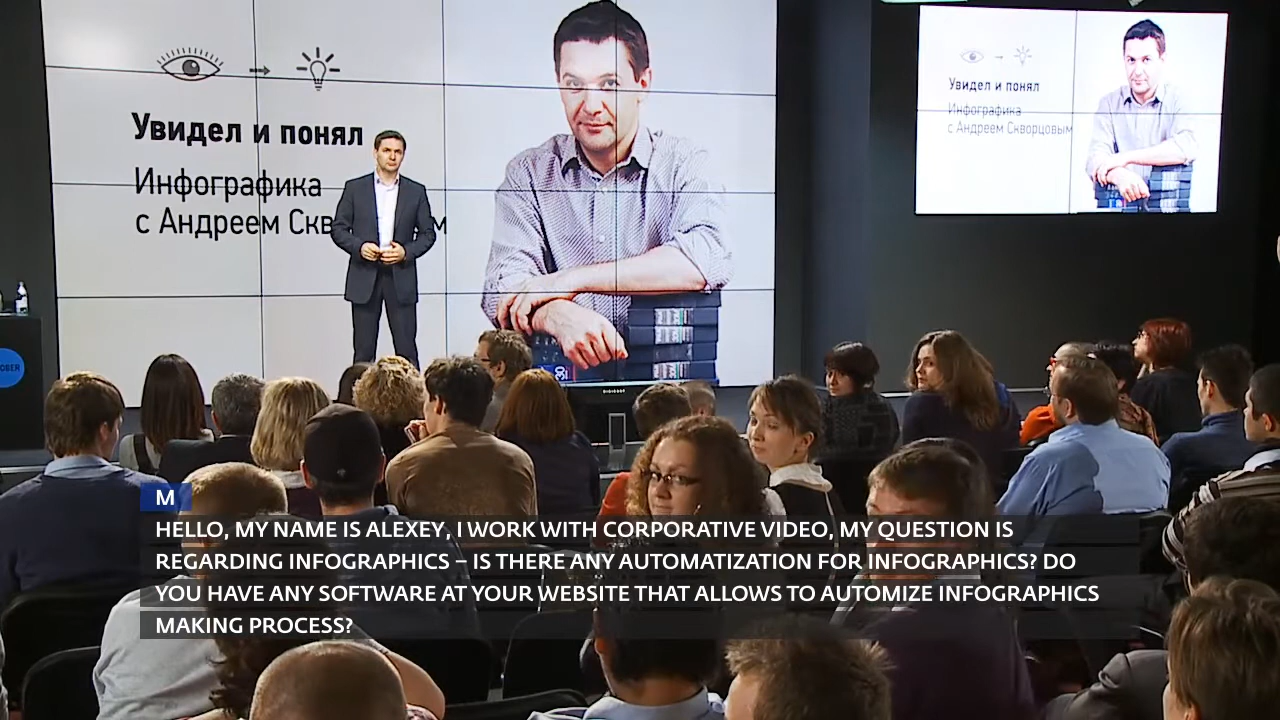 Увидел и понял
Инфографика
с Андреем Скв
м
Увидел и понял
Инфографика
с Андреем Скворцовым
M
HELLO, MY NAME IS ALEXEY, I WORK WITH CORPORATIVE VIDEO, MY QUESTION IS
REGARDING INFOGRAPHICS – IS THERE ANY AUTOMATIZATION FOR INFOGRAPHICS? DO
YOU HAVE ANY SOFTWARE AT YOUR WEBSITE THAT ALLOWS TO AUTOMIZE INFOGRAPHICS
MAKING PROCESS?